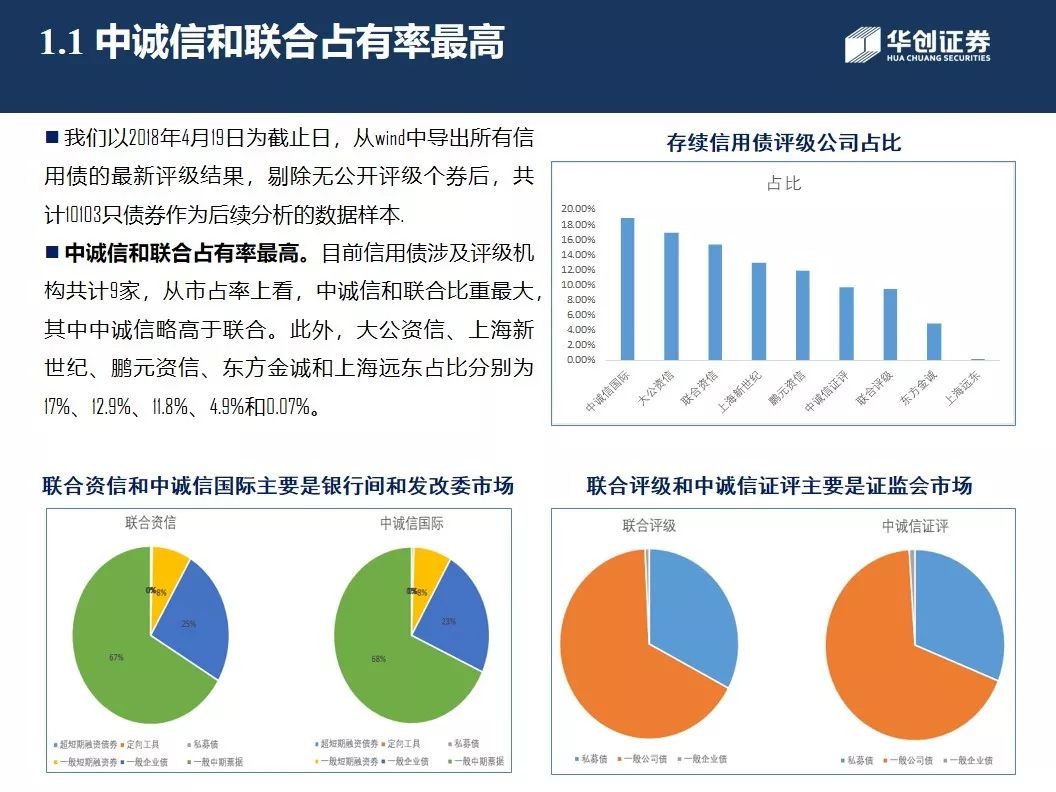 1.1 中诚信和联合占有率最高
华创证券
HUA CHUANG SECURITIES
■ 我们以2018年4月19日为截止日，从wind中导出所有信
用债的最新评级结果，剔除无公开评级个券后，共
计10103只债券作为后续分析的数据样本.
■ 中诚信和联合占有率最高。目前信用债涉及评级机
构共计9家，从市占率上看，中诚信和联合比重最大，
其中中诚信略高于联合。此外，大公资信、上海新
世纪、鹏元资信、东方金诚和上海远东占比分别为
17%、12.9%、11.8%、4.9%和0.07%。
存续信用债评级公司占比
占比
20.00%
18.00%
16.00%
14.00%
12.00%
10.00%
8.00%
6.00%
4.00%
2.00%
0.00%
中诚信国际
大公资信
联合资信
上海新世纪
鹏元资信
中诚信证评
联合评级
东方金诚
上海远东
联合资信和中诚信国际主要是银行间和发改委市场
联合资信
8%
25%
67%
超短期融资债券 定向工具 私募债
一般短期融资券 一般企业债 一般中期票据
中诚信国际
8%
23%
68%
超短期融资债券 定向工具 私募债
一般短期融资券 一般企业债 一般中期票据
联合评级和中诚信证评主要是证监会市场
联合评级
私募债 一般公司债 一般企业债
中诚信证评
私募债 一般公司债 一般企业债